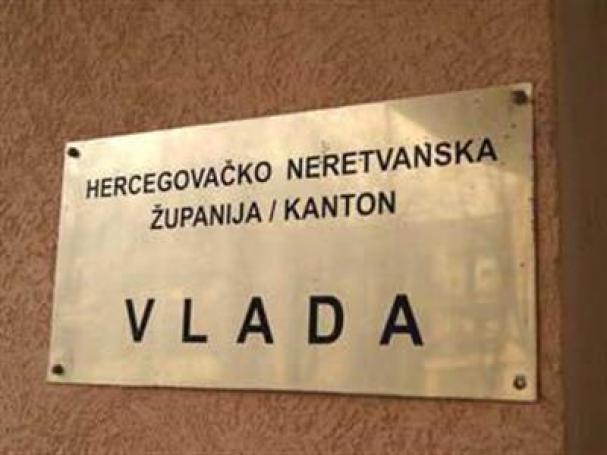 HERCEGOVAČKO NERETVANSKA
ŽUPANIJA / KANTON
VLADA